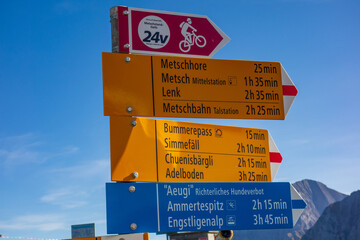 24v
Metschhore 25 min
Metsch Mittelstation 1 h 35 min
Lenk 2 h 35 min
Metschbahn Talstation 2 h 25 min
Bummerepass 15 min
Simmefäll 2 h 10 min
Chuenisbärgli 2 h 15 min
Adelboden 3 h 25 min
"Aeugi" Richterliches Hundeverbot
Ammertespitz 2 h 15 min
Engstligenalp 3 h 45 min